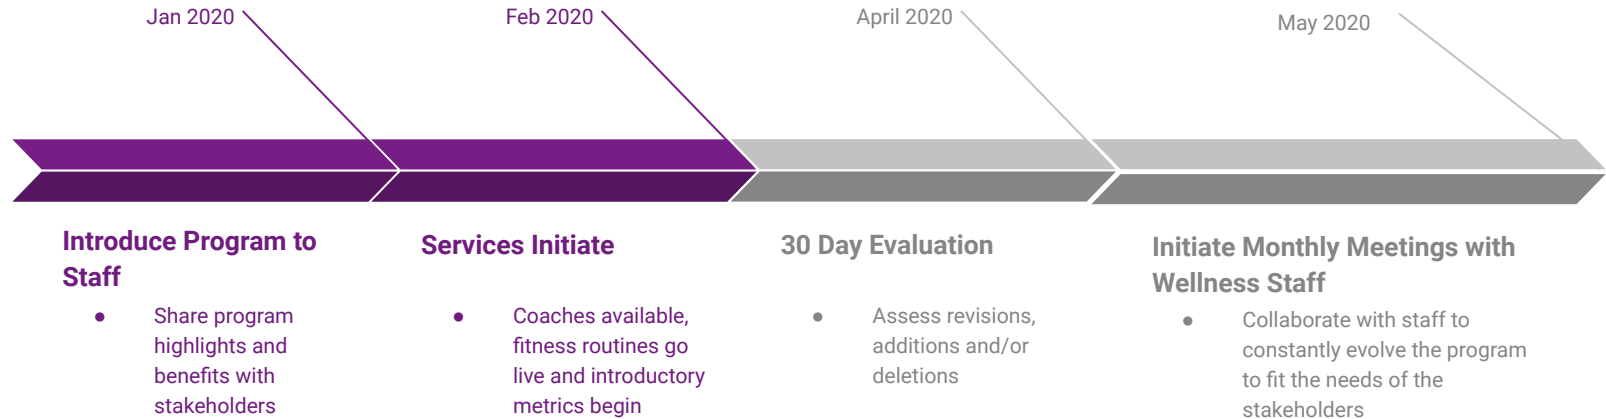 Jan 2020
Feb 2020
April 2020
May 2020
Introduce Program to
Staff
● Share program
highlights and
benefits with
stakeholders
Services Initiate
● Coaches available,
fitness routines go
live and introductory
metrics begin
30 Day Evaluation
● Assess revisions,
additions and/or
deletions
Initiate Monthly Meetings with
Wellness Staff
● Collaborate with staff to
constantly evolve the program
to fit the needs of the
stakeholders